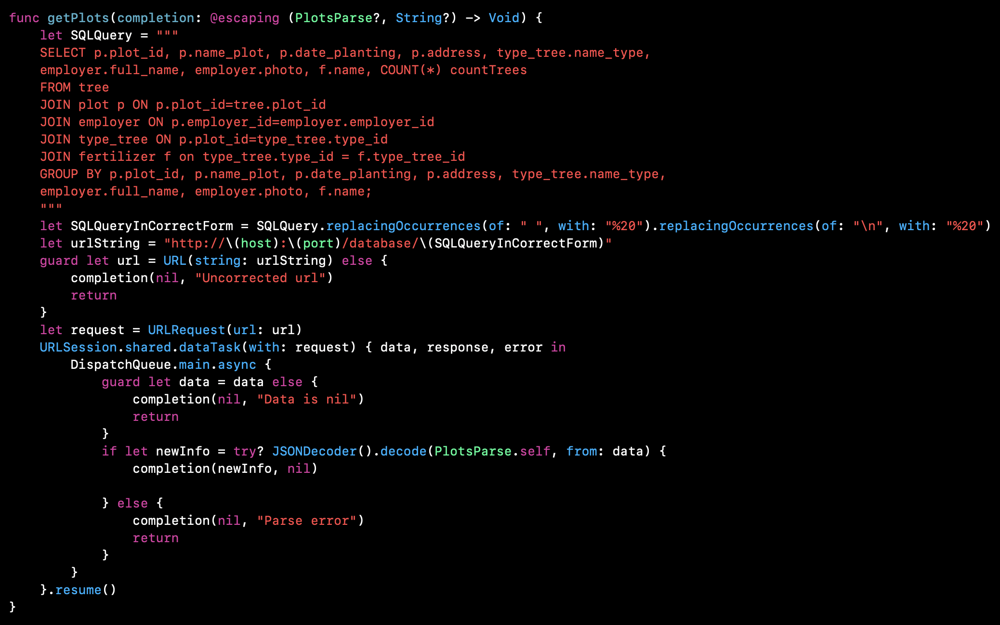 func getPlots(completion: @escaping (PlotsParse?, String?) -> Void) {
    let SQLQuery = """
    SELECT p.plot_id, p.name_plot, p.date_planting, p.address, type_tree.name_type,
    employer.full_name, employer.photo, f.name, COUNT(*) countTrees
    FROM tree
    JOIN plot p ON p.plot_id=tree.plot_id
    JOIN employer ON p.employer_id=employer.employer_id
    JOIN type_tree ON p.plot_id=type_tree.type_id
    JOIN fertilizer f on type_tree.type_id = f.type_tree_id
    GROUP BY p.plot_id, p.name_plot, p.date_planting, p.address, type_tree.name_type,
    employer.full_name, employer.photo, f.name;
    """
    let SQLQueryInCorrectForm = SQLQuery.replacingOccurrences(of: " ", with: "%20").replacingOccurrences(of: "\n", with: "%20")
    let urlString = "http://\(host):\(port)/database/\(SQLQueryInCorrectForm)"
    guard let url = URL(string: urlString) else {
        completion(nil, "Uncorrected url")
        return
    }
    let request = URLRequest(url: url)
    URLSession.shared.dataTask(with: request) { data, response, error in
        DispatchQueue.main.async {
            guard let data = data else {
                completion(nil, "Data is nil")
                return
            }
            if let newInfo = try? JSONDecoder().decode(PlotsParse.self, from: data) {
                completion(newInfo, nil)

            } else {
                completion(nil, "Parse error")
                return
            }
        }
    }.resume()
}